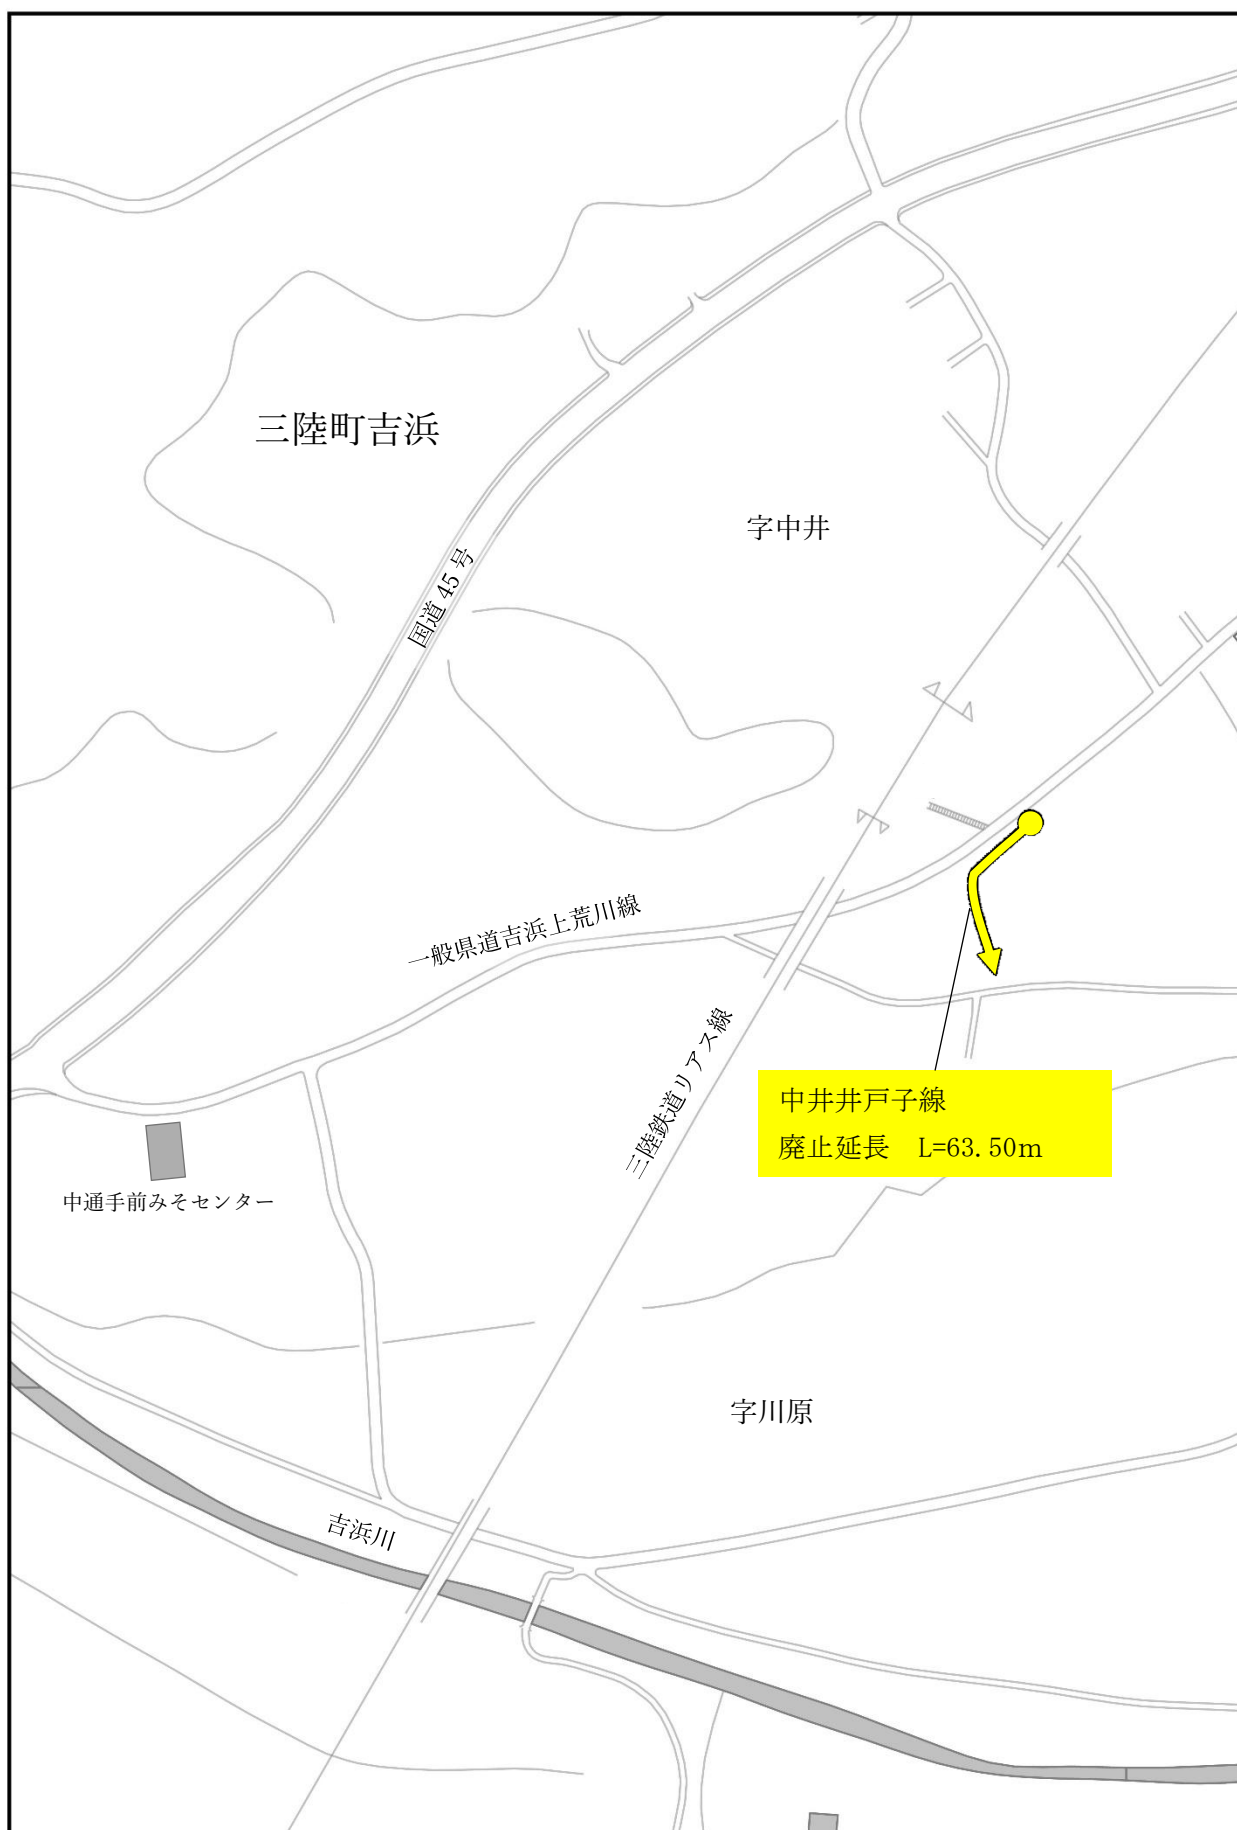 三陸町吉浜
字中井
国道 45 号
一般県道吉浜上荒川線
三陸鉄道リアス線
中井井戸子線
廃止延長　L=63.50m
中通手前みそセンター
字川原
吉浜川